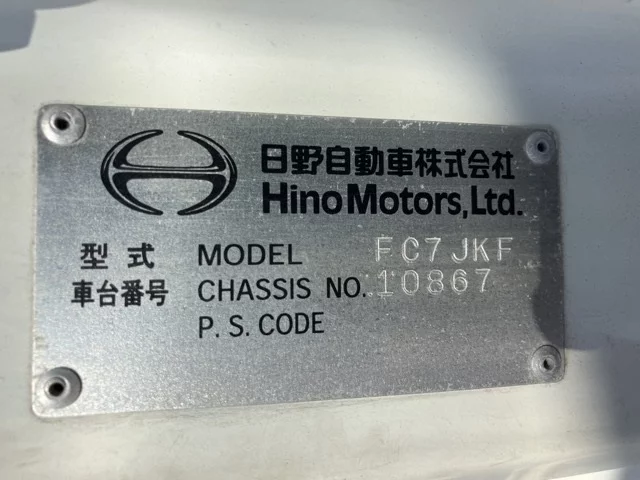 日野自動車株式会社
Hino Motors, Ltd.
型式 MODEL FC7JKF
車台番号 CHASSIS NO. 10867
P.S.CODE